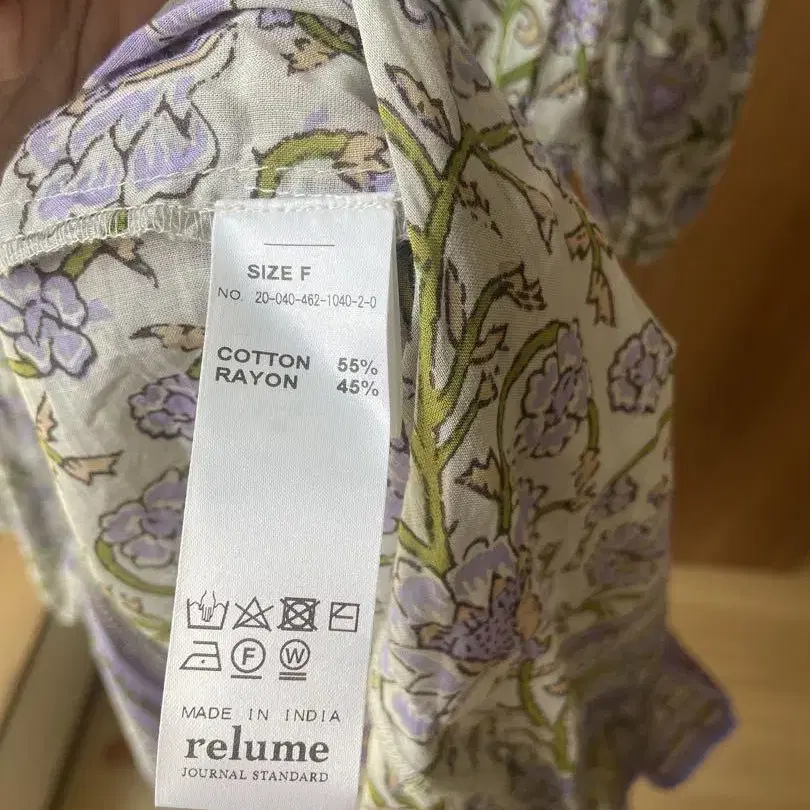 SIZE F
NO. 20-040-462-1040-2-0
COTTON 55%
RAYON 45%
F W
MADE IN INDIA
relume
JOURNAL STANDARD